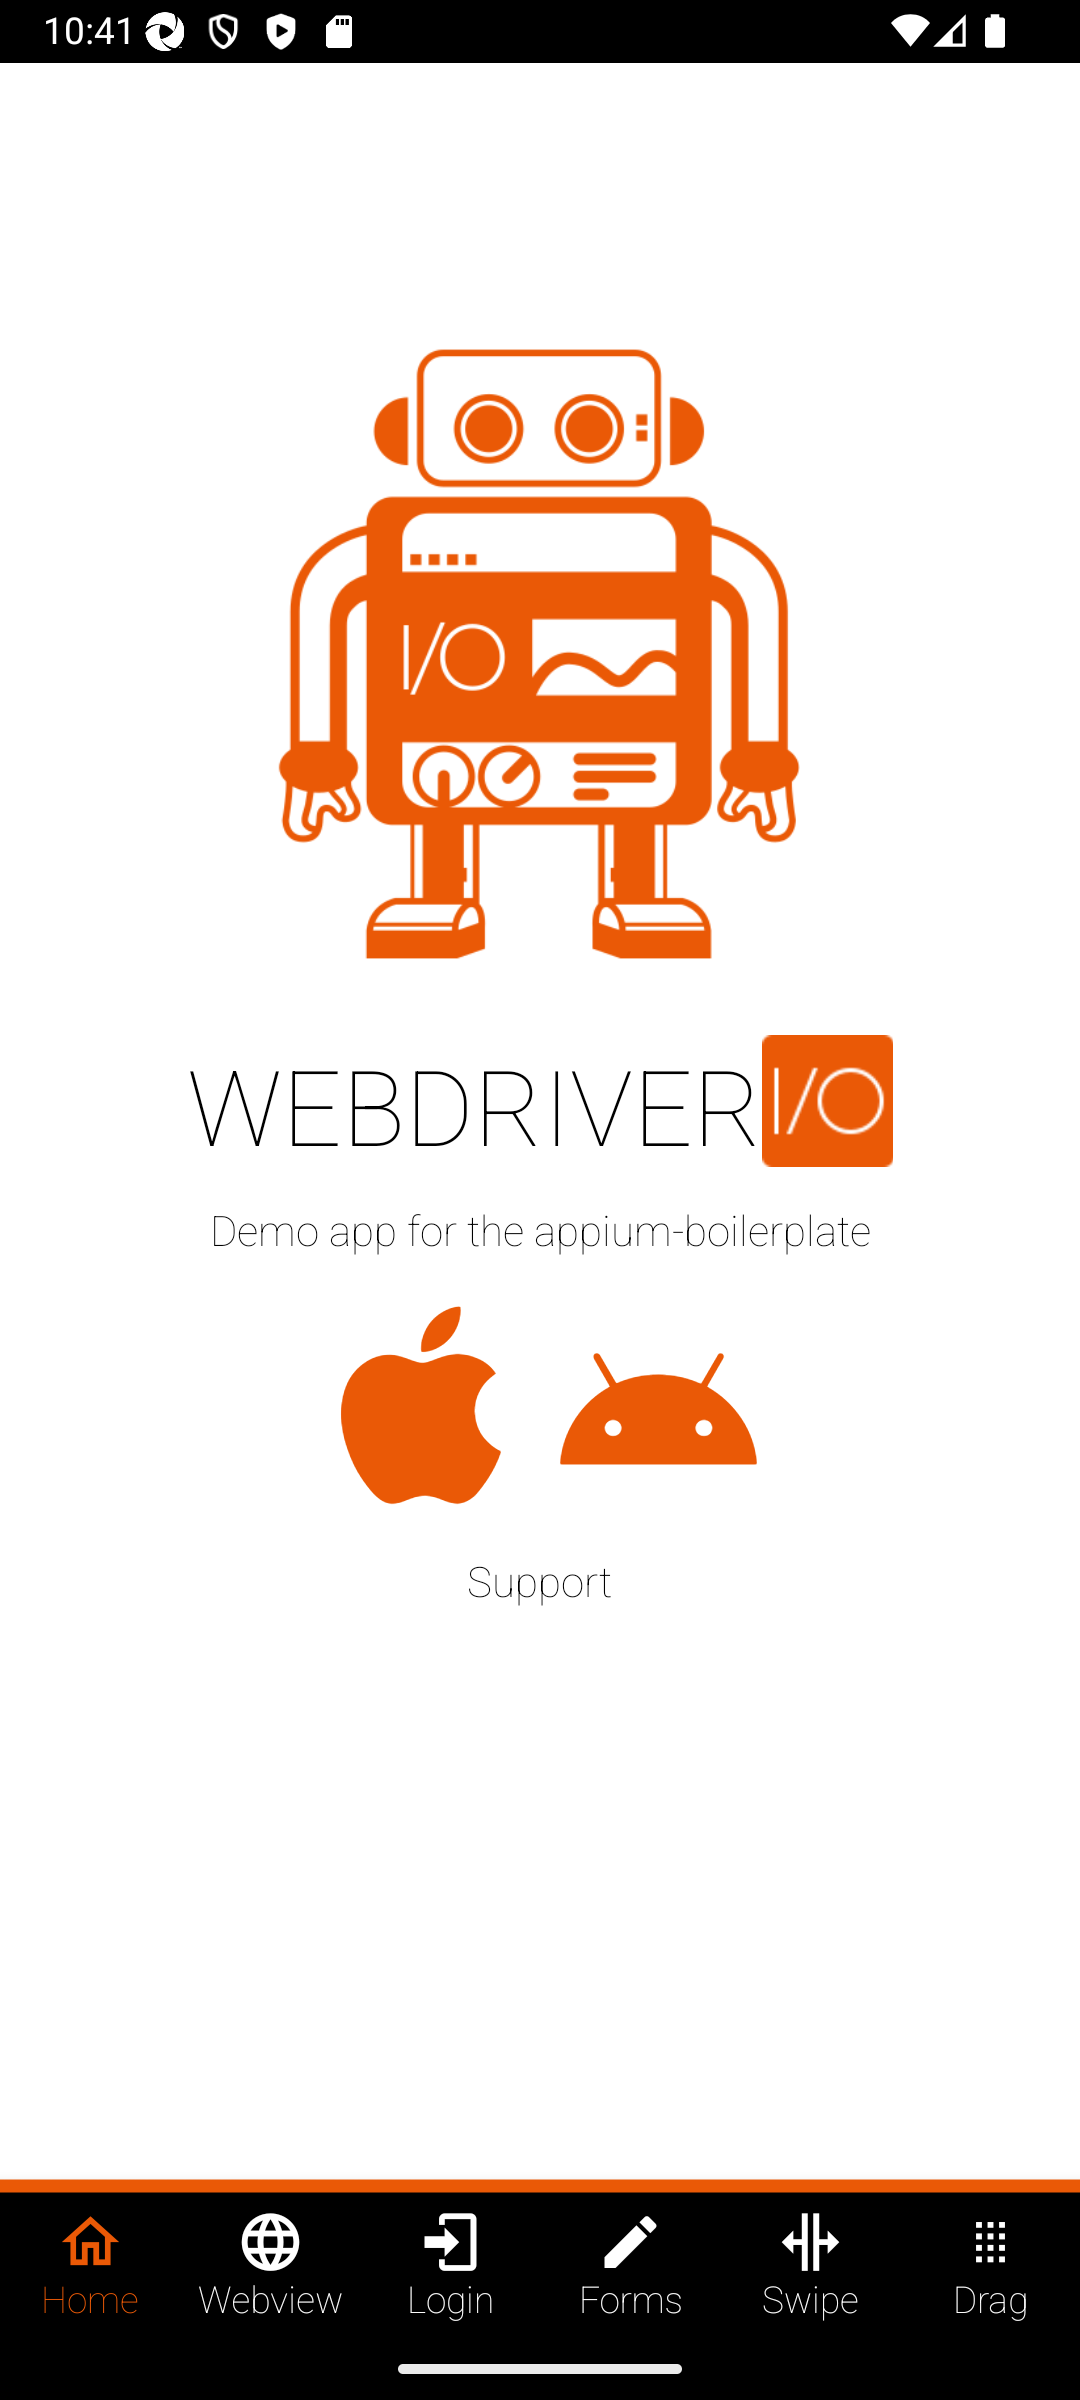 10:41
I/O
WEBDRIVER I/O
Demo app for the appium-boilerplate
Support
Home Webview Login Forms Swipe Drag